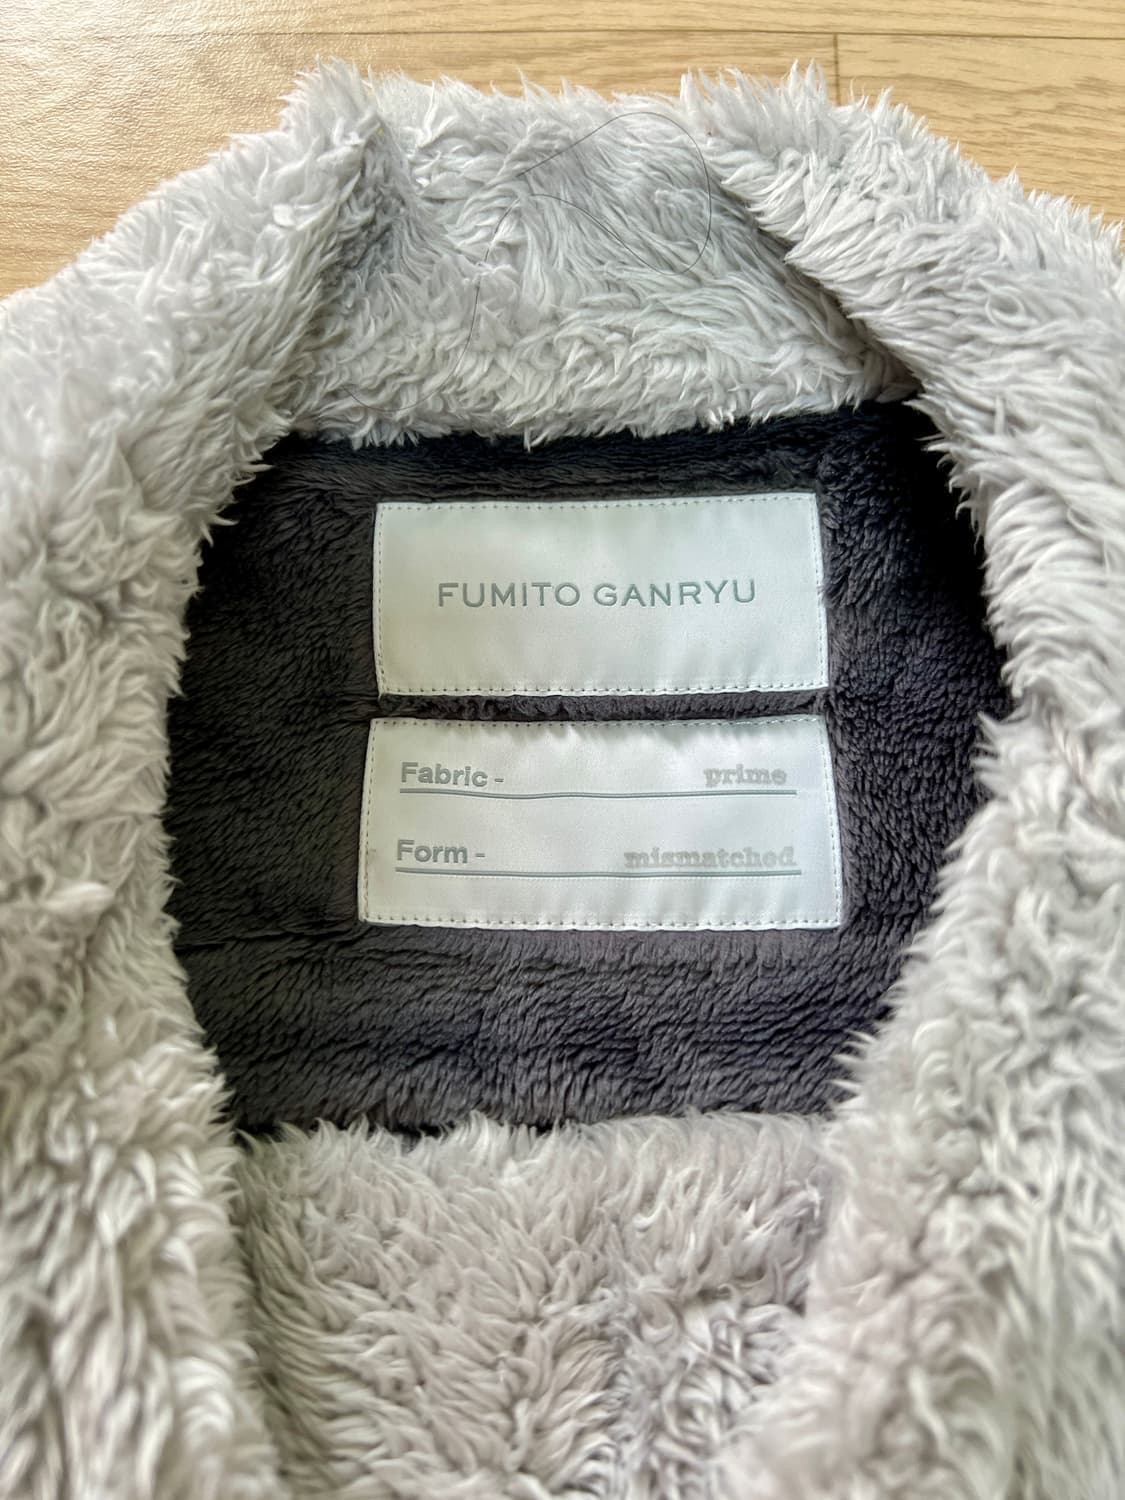 FUMITO GANRYU
Fabric - prime
Form - mismatched